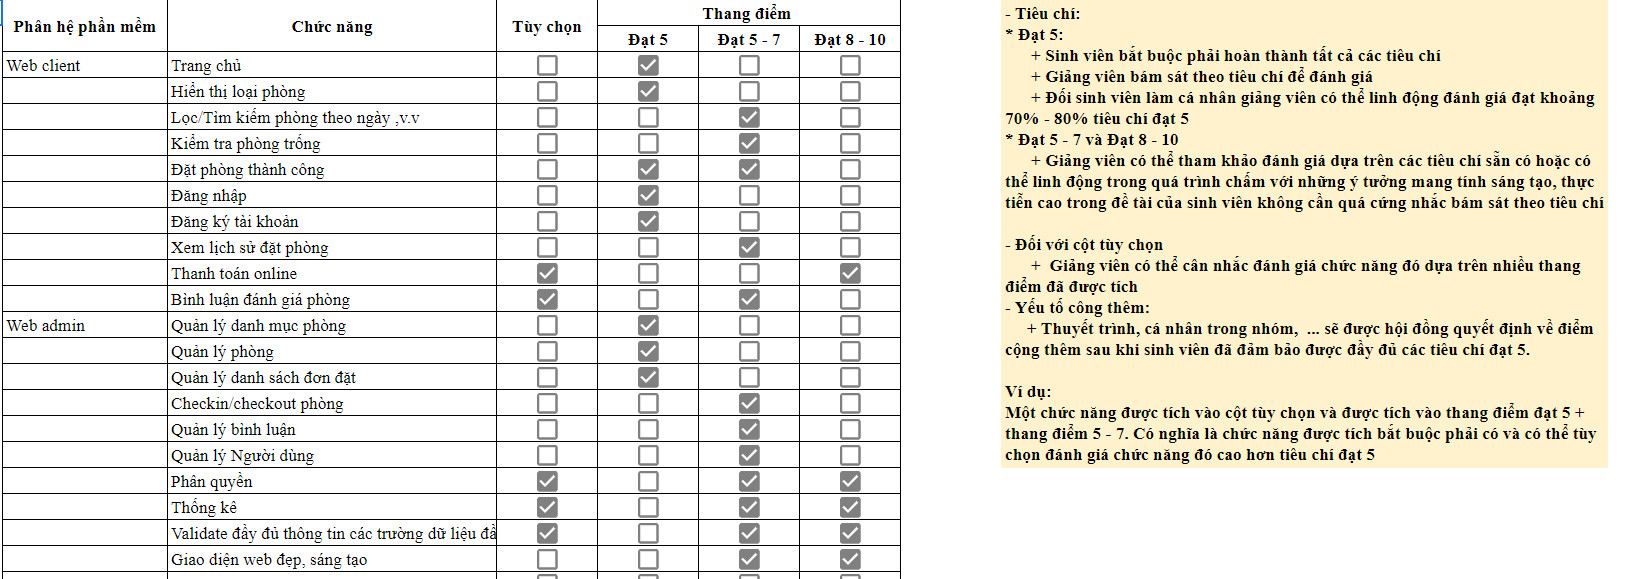 Phân hệ phần mềm
Chức năng
Tùy chọn
Thang điểm
Đạt 5
Đạt 5 - 7
Đạt 8 - 10
Web client
Trang chủ
Hiển thị loại phòng
Lọc/Tìm kiếm phòng theo ngày ,v.v
Kiểm tra phòng trống
Đặt phòng thành công
Đăng nhập
Đăng ký tài khoản
Xem lịch sử đặt phòng
Thanh toán online
Bình luận đánh giá phòng
Web admin
Quản lý danh mục phòng
Quản lý phòng
Quản lý danh sách đơn đặt
Checkin/checkout phòng
Quản lý bình luận
Quản lý Người dùng
Phân quyền
Thống kê
Validate đầy đủ thông tin các trường dữ liệu đầ
Giao diện web đẹp, sáng tạo
- Tiêu chí:
* Đạt 5:
+ Sinh viên bắt buộc phải hoàn thành tất cả các tiêu chí
+ Giảng viên bám sát theo tiêu chí để đánh giá
+ Đối sinh viên làm cá nhân giảng viên có thể linh động đánh giá đạt khoảng
70% - 80% tiêu chí đạt 5
* Đạt 5 - 7 và Đạt 8 - 10
+ Giảng viên có thể tham khảo đánh giá dựa trên các tiêu chí sẵn có hoặc có
thể linh động trong quá trình chấm với những ý tưởng mang tính sáng tạo, thực
tiễn cao trong đề tài của sinh viên không cần quá cứng nhắc bám sát theo tiêu chí
- Đối với cột tùy chọn
+ Giảng viên có thể cân nhắc đánh giá chức năng đó dựa trên nhiều thang
điểm đã được tích
- Yếu tố công thêm:
+ Thuyết trình, cá nhân trong nhóm, ... sẽ được hội đồng quyết định về điểm
cộng thêm sau khi sinh viên đã đảm bảo được đầy đủ các tiêu chí đạt 5.
Ví dụ:
Một chức năng được tích vào cột tùy chọn và được tích vào thang điểm đạt 5 +
thang điểm 5 - 7. Có nghĩa là chức năng được tích bắt buộc phải có và có thể tùy
chọn đánh giá chức năng đó cao hơn tiêu chí đạt 5